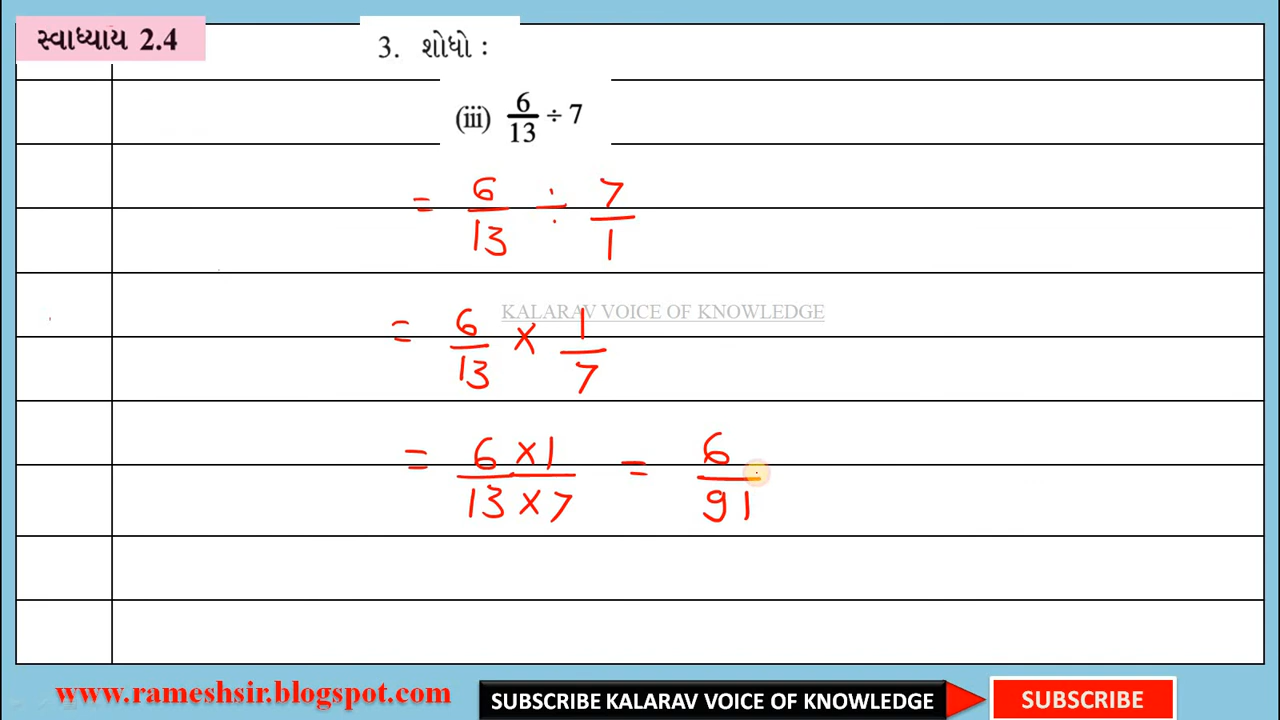 સ્વાધ્યાય 2.4
3. શોધો :
(iii) 6/13 ÷ 7
= 6/13 ÷ 7/1
KALARAV VOICE OF KNOWLEDGE
= 6/13 × 1/7
= 6×1/13×7 = 6/91
www.rameshsir.blogspot.com
SUBSCRIBE KALARAV VOICE OF KNOWLEDGE
SUBSCRIBE